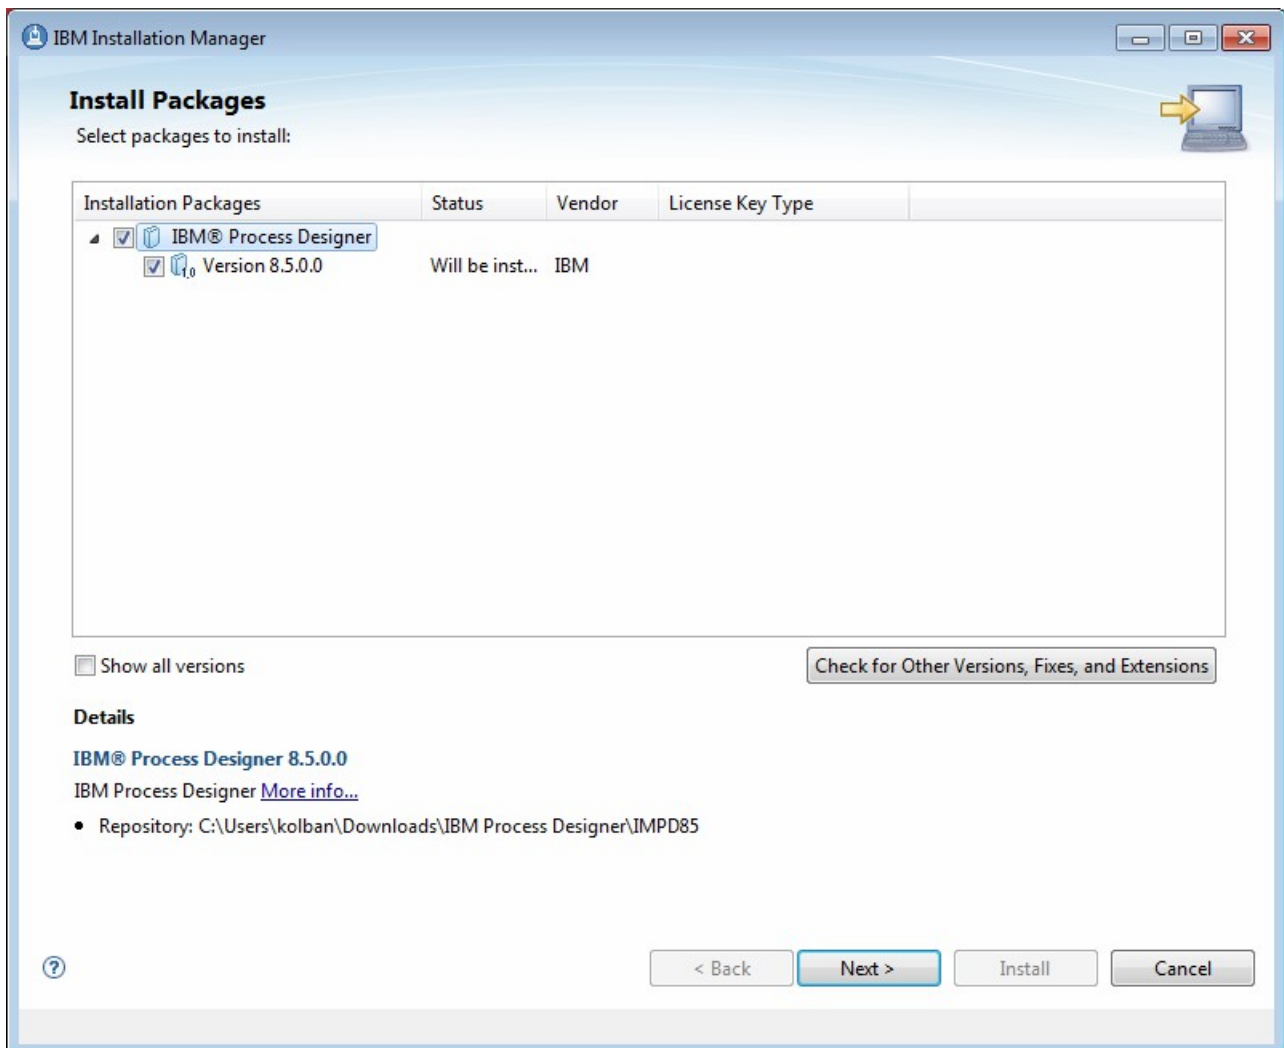 IBM Installation Manager
Install Packages
Select packages to install:
Installation Packages Status Vendor License Key Type
IBM® Process Designer
1.0 Version 8.5.0.0 Will be inst... IBM
Show all versions Check for Other Versions, Fixes, and Extensions
Details
IBM® Process Designer 8.5.0.0
IBM Process Designer More info...
• Repository: C:\Users\kolban\Downloads\IBM Process Designer\IMPD85
? < Back Next > Install Cancel